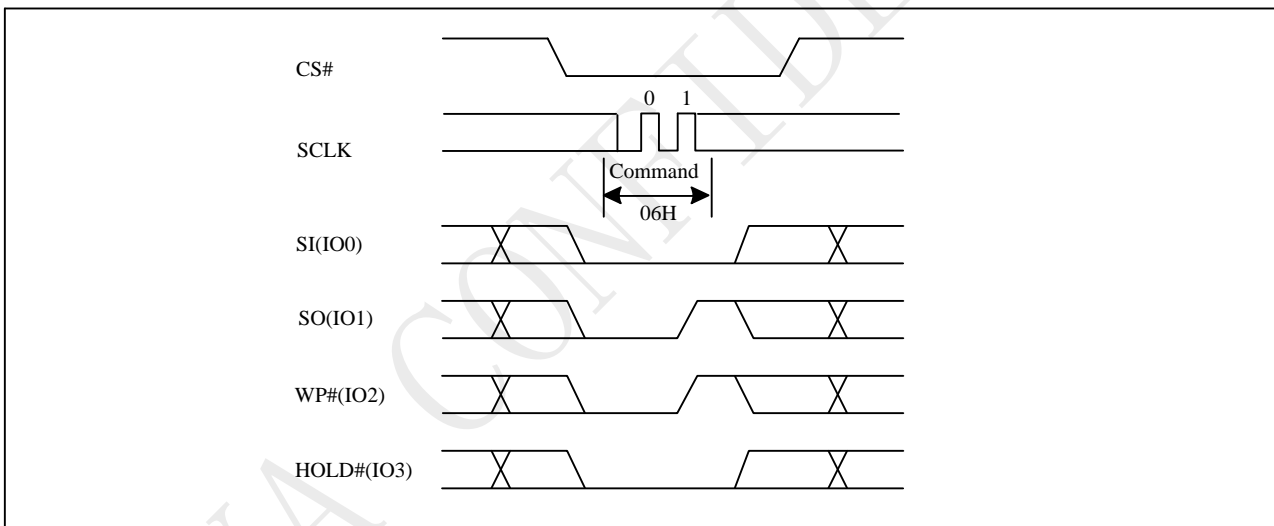 CS#
0 1
SCLK
Command
06H
SI(IO0)
SO(IO1)
WP#(IO2)
HOLD#(IO3)